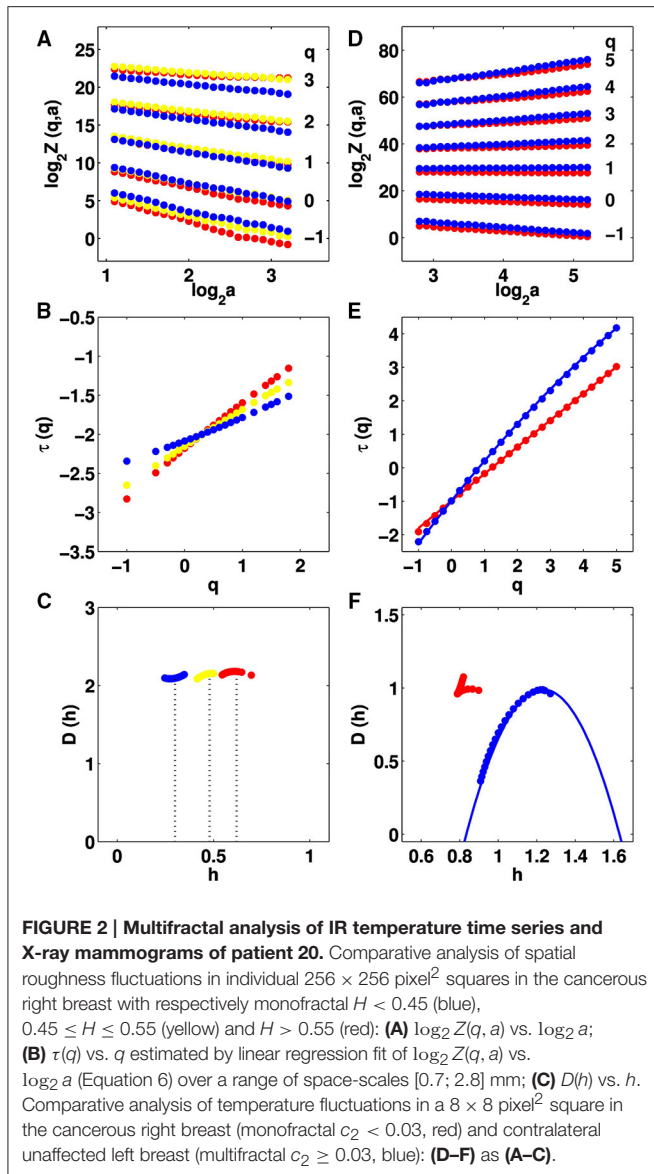 A
25
20
15
10
5
0
log₂Z (q,a)
q
3
2
1
0
−1
1
2
3
log₂a
D
80
60
40
20
0
log₂Z (q,a)
q
5
4
3
2
1
0
−1
3
4
5
log₂a
B
−0.5
−1
−1.5
−2
−2.5
−3
−3.5
τ (q)
−1
0
1
2
q
E
4
3
2
1
0
−1
−2
τ (q)
−1
0
1
2
3
4
5
q
C
3
2
1
0
D (h)
0
0.5
1
h
F
1.5
1
0.5
0
D (h)
0.6
0.8
1
1.2
1.4
1.6
h
FIGURE 2 | Multifractal analysis of IR temperature time series and
X-ray mammograms of patient 20. Comparative analysis of spatial
roughness fluctuations in individual 256 × 256 pixel² squares in the cancerous
right breast with respectively monofractal H < 0.45 (blue),
0.45 ≤ H ≤ 0.55 (yellow) and H > 0.55 (red): (A) log₂ Z(q, a) vs. log₂ a;
(B) τ(q) vs. q estimated by linear regression fit of log₂ Z(q, a) vs.
log₂ a (Equation 6) over a range of space-scales [0.7; 2.8] mm; (C) D(h) vs. h.
Comparative analysis of temperature fluctuations in a 8 × 8 pixel² square in
the cancerous right breast (monofractal c₂ < 0.03, red) and contralateral
unaffected left breast (multifractal c₂ ≥ 0.03, blue): (D–F) as (A–C).